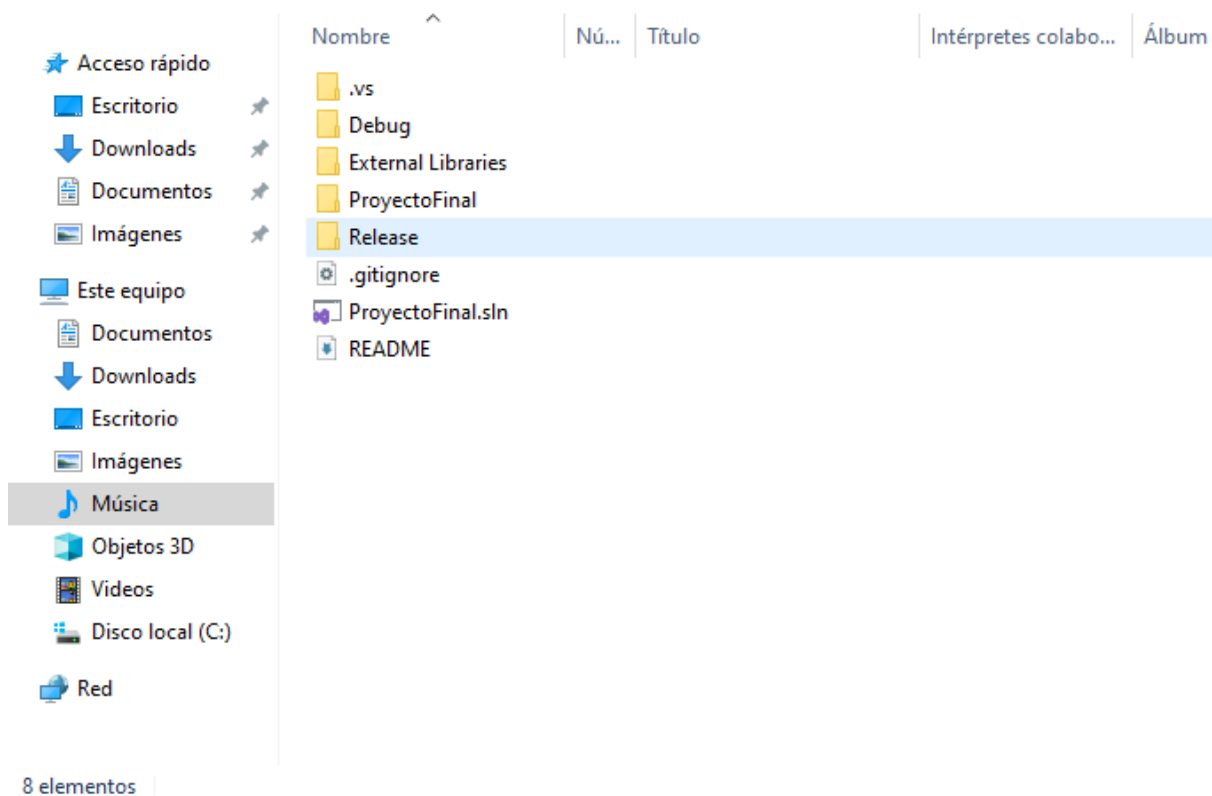 Acceso rápido
Escritorio
Downloads
Documentos
Imágenes
Este equipo
Documentos
Downloads
Escritorio
Imágenes
Música
Objetos 3D
Videos
Disco local (C:)
Red
Nombre Nú... Título Intérpretes colabo... Álbum
.vs
Debug
External Libraries
ProyectoFinal
Release
.gitignore
ProyectoFinal.sln
README
8 elementos